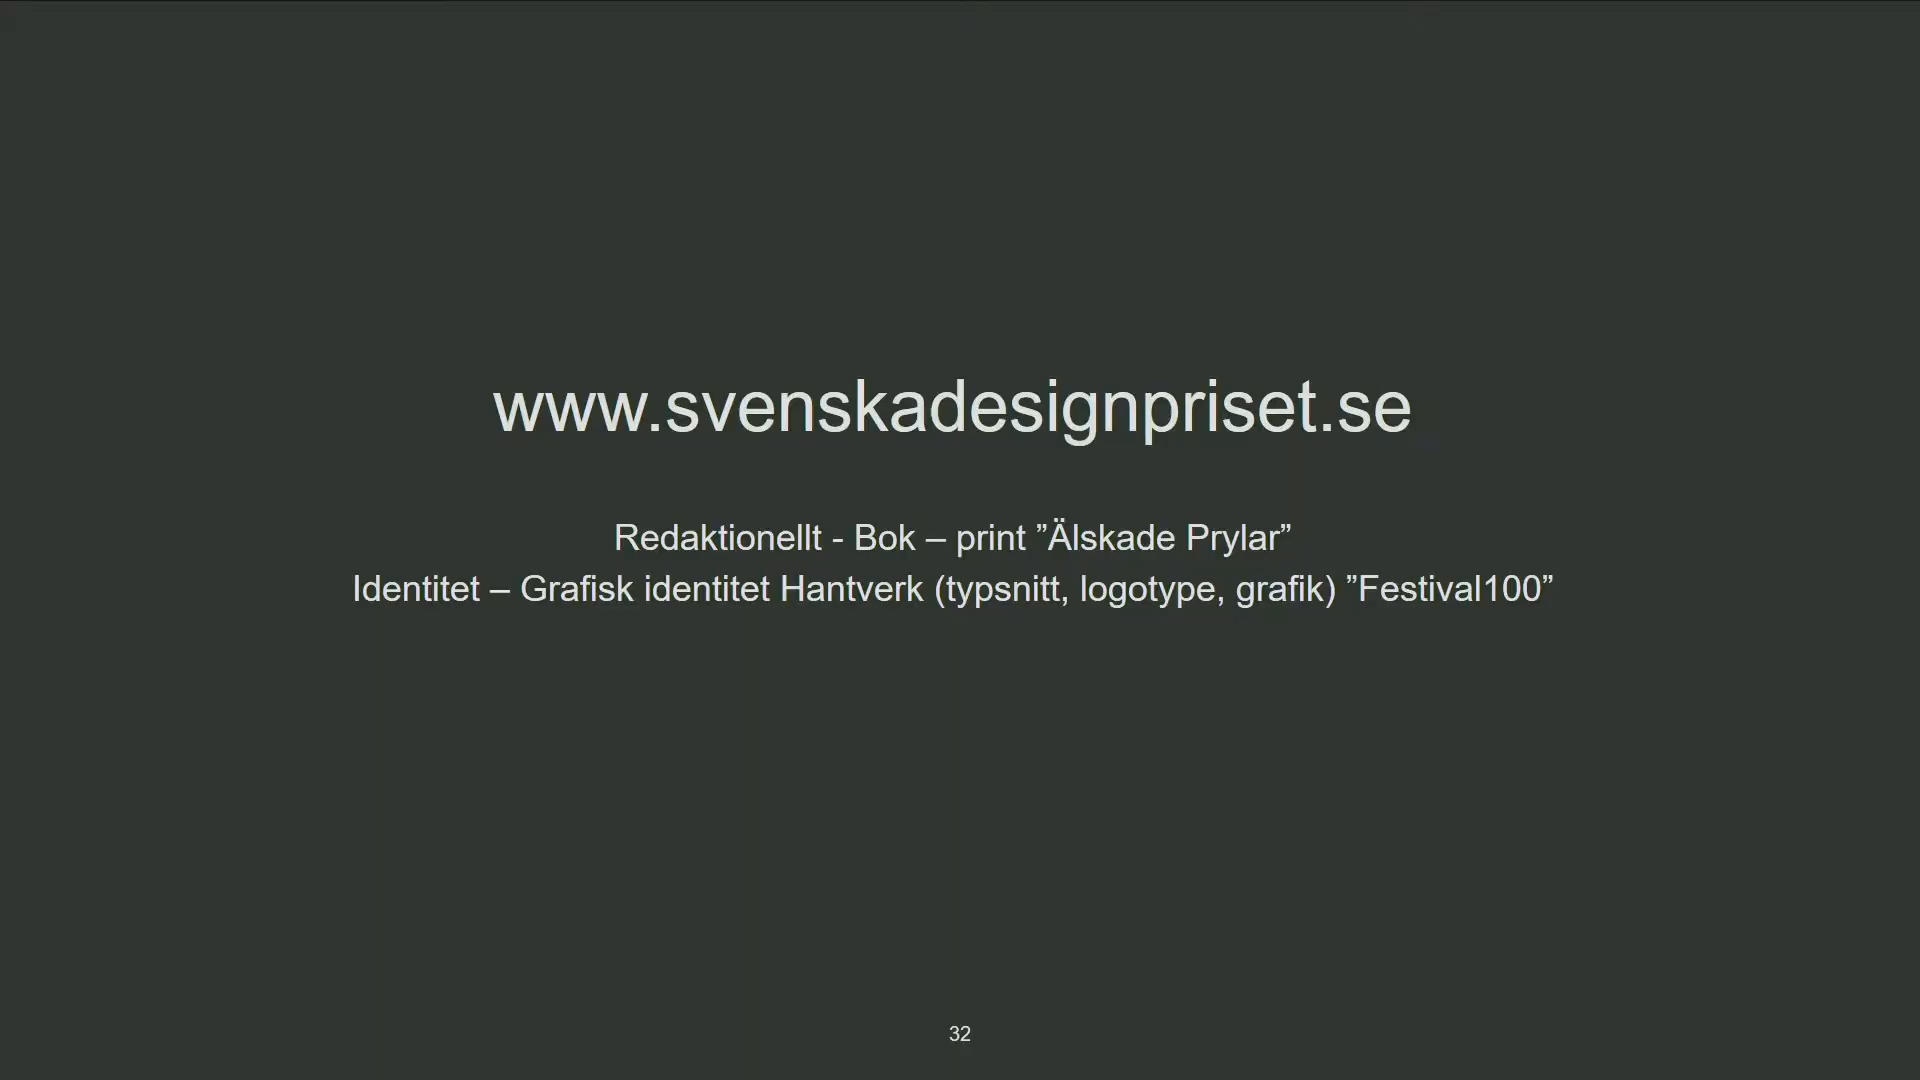 www.svenskadesignpriset.se
Redaktionellt - Bok – print ”Älskade Prylar”
Identitet – Grafisk identitet Hantverk (typsnitt, logotype, grafik) ”Festival100”
32